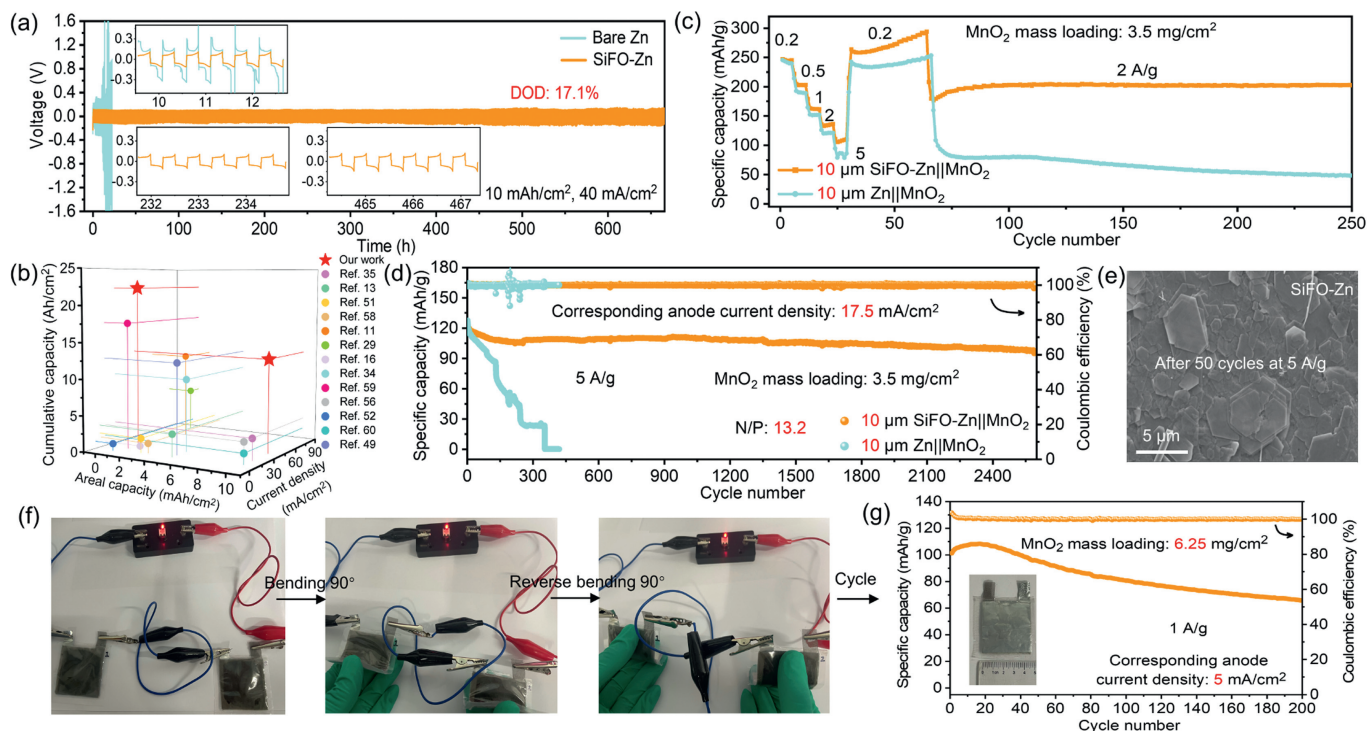 (a)
1.6
1.2
0.8
0.4
0.0
-0.4
-0.8
-1.2
-1.6
Voltage (V)
0.3
0.0
-0.3
10 11 12
Bare Zn
SiFO-Zn
DOD: 17.1%
0.3
0.0
-0.3
232 233 234
0.3
0.0
-0.3
465 466 467
10 mAh/cm², 40 mA/cm²
0 100 200 300 400 500 600
Time (h)
(b)
25
20
15
10
5
0
Cumulative capacity (Ah/cm²)
0 2 4 6 8 10
Areal capacity (mAh/cm²)
0 30 60 90
Current density
(mA/cm²)
Our work
Ref. 35
Ref. 13
Ref. 51
Ref. 58
Ref. 11
Ref. 29
Ref. 16
Ref. 34
Ref. 59
Ref. 56
Ref. 52
Ref. 60
Ref. 49
(c)
300
250
200
150
100
50
0
Specific capacity (mAh/g)
0.2
0.5
1
2
5
0.2
MnO₂ mass loading: 3.5 mg/cm²
2 A/g
10 µm SiFO-Zn||MnO₂
10 µm Zn||MnO₂
0 50 100 150 200 250
Cycle number
(d)
180
150
120
90
60
30
0
Specific capacity (mAh/g)
Corresponding anode current density: 17.5 mA/cm²
5 A/g
MnO₂ mass loading: 3.5 mg/cm²
N/P: 13.2
10 µm SiFO-Zn||MnO₂
10 µm Zn||MnO₂
100
80
60
40
20
0
Coulombic efficiency (%)
0 300 600 900 1200 1500 1800 2100 2400
Cycle number
(e)
SiFO-Zn
After 50 cycles at 5 A/g
5 µm
(f)
Bending 90°
Reverse bending 90°
Cycle
(g)
140
120
100
80
60
40
20
0
Specific capacity (mAh/g)
MnO₂ mass loading: 6.25 mg/cm²
1 A/g
Corresponding anode
current density: 5 mA/cm²
100
80
60
40
20
0
Coulombic efficiency (%)
0 20 40 60 80 100 120 140 160 180 200
Cycle number